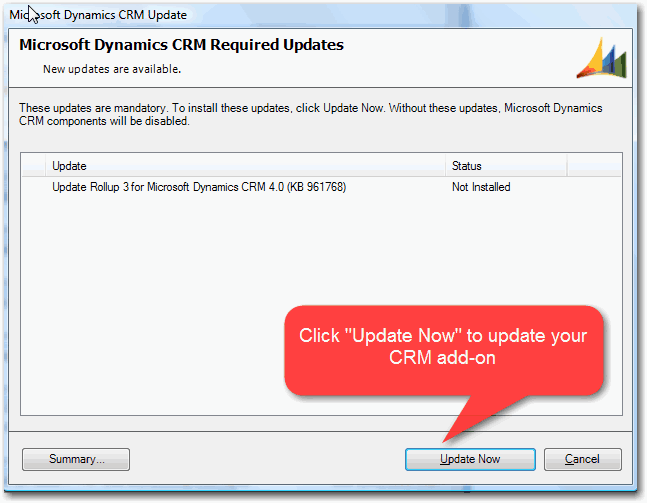 Microsoft Dynamics CRM Update
Microsoft Dynamics CRM Required Updates
New updates are available.
These updates are mandatory. To install these updates, click Update Now. Without these updates, Microsoft Dynamics
CRM components will be disabled.
Update Status
Update Rollup 3 for Microsoft Dynamics CRM 4.0 (KB 961768) Not Installed
Click "Update Now" to update your
CRM add-on
Summary... Update Now Cancel